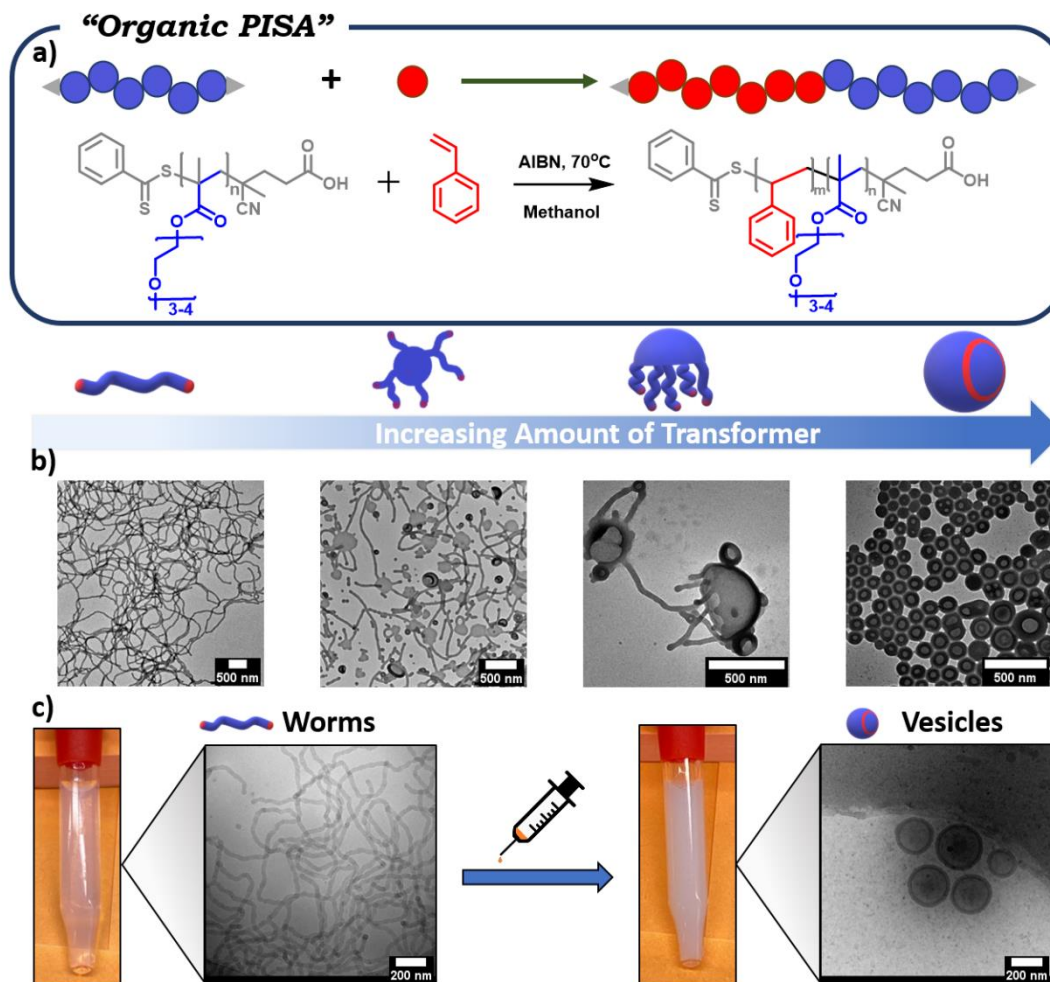 “Organic PISA”
a)
+
S
n
CN
O
OH
S
O
O
O
3-4
+
AIBN, 70°C
Methanol
S
m
n
CN
O
OH
S
O
O
O
3-4
Increasing Amount of Transformer
b)
500 nm
500 nm
500 nm
500 nm
c)
Worms
Vesicles
200 nm
200 nm